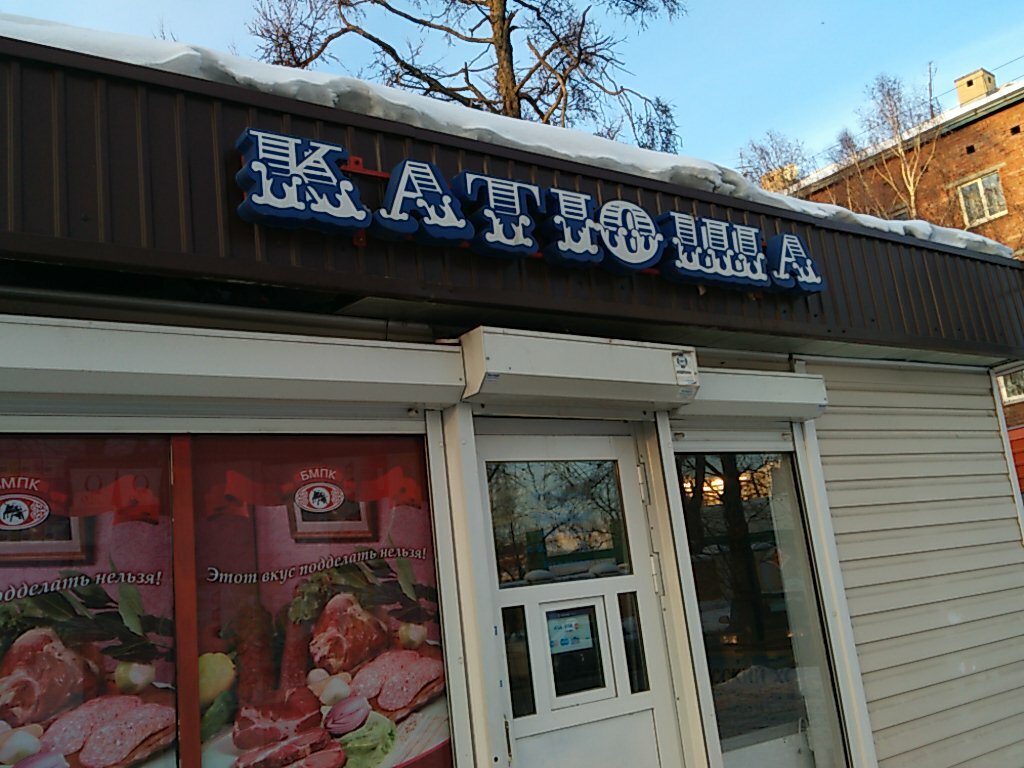 КАТЮША
БМПК
БМПК
подделать нельзя!
Этот вкус подделать нельзя!